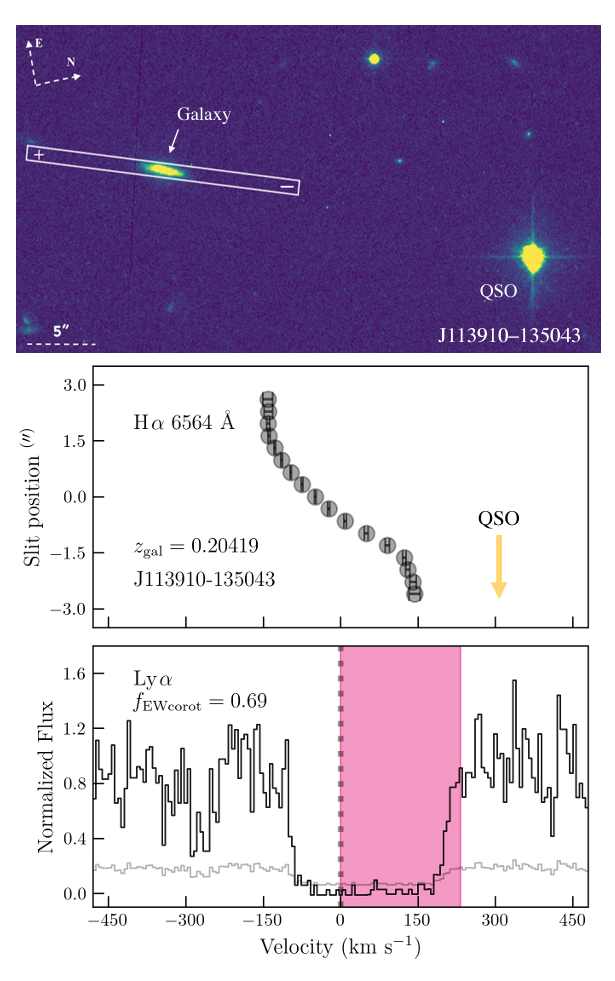 E
N
Galaxy
+
−
QSO
5″
J113910–135043
3.0
1.5
0.0
−1.5
−3.0
Slit position (″)
Hα 6564 Å
z_gal = 0.20419
J113910-135043
QSO
1.6
1.2
0.8
0.4
0.0
Normalized Flux
Lyα
f_EWcorot = 0.69
−450 −300 −150 0 150 300 450
Velocity (km s⁻¹)